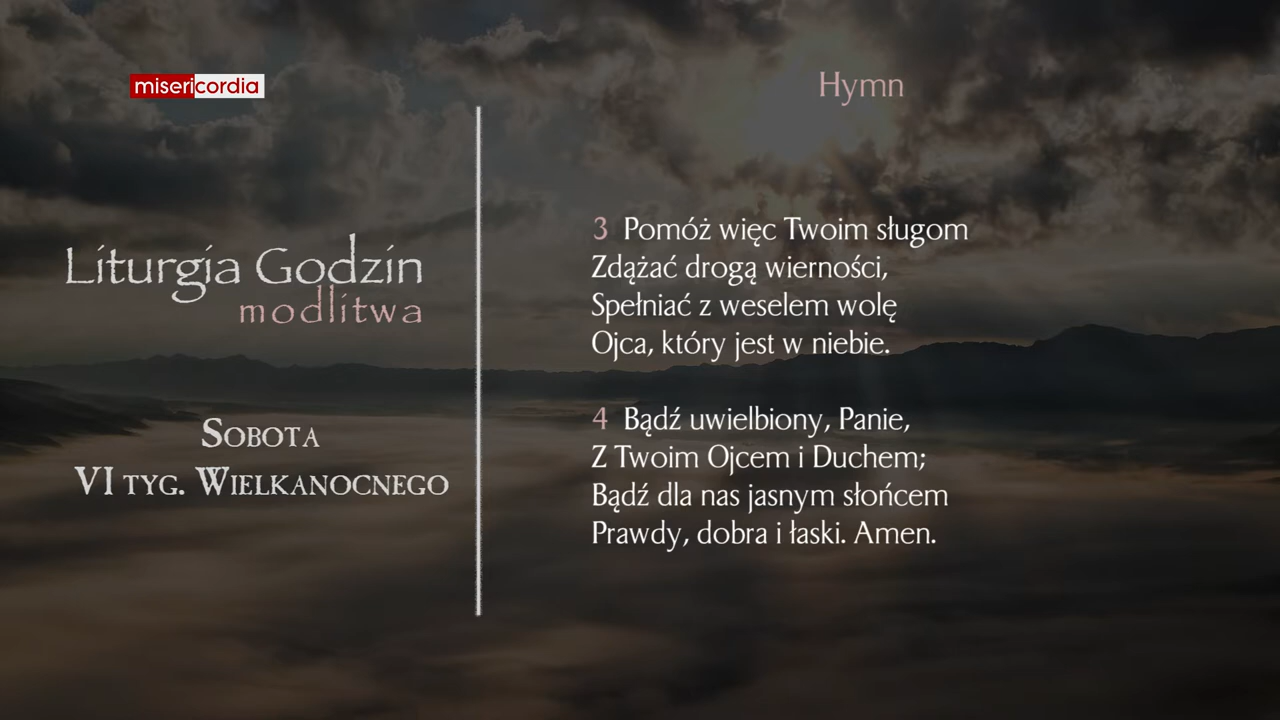 misericordia
Liturgia Godzin
modlitwa
Sobota
VI tyg. Wielkanocnego
Hymn
3 Pomóż więc Twoim sługom
Zdążać drogą wierności,
Spełniać z weselem wolę
Ojca, który jest w niebie.
4 Bądź uwielbiony, Panie,
Z Twoim Ojcem i Duchem;
Bądź dla nas jasnym słońcem
Prawdy, dobra i łaski. Amen.